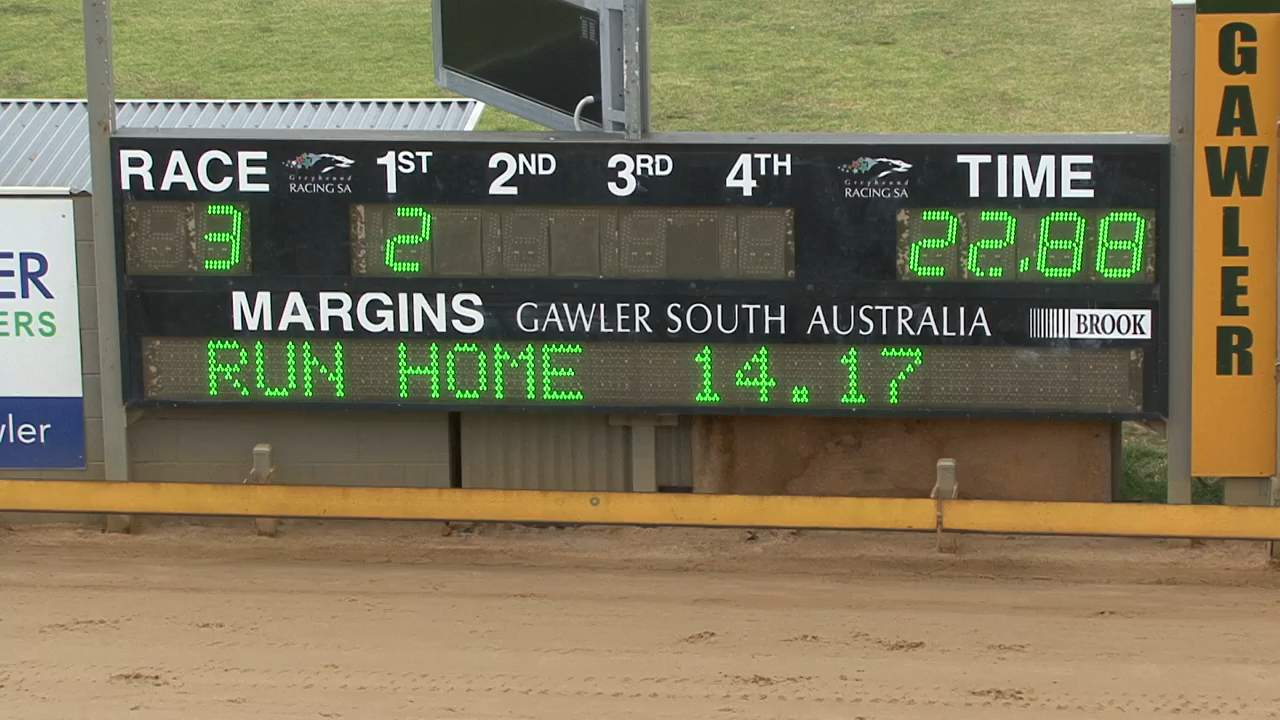 RACE Greyhound RACING SA 1ST 2ND 3RD 4TH Greyhound RACING SA TIME
3 2 22.88
MARGINS GAWLER SOUTH AUSTRALIA BROOK
RUN HOME 14.17
GAWLER
ER
ERS
wler